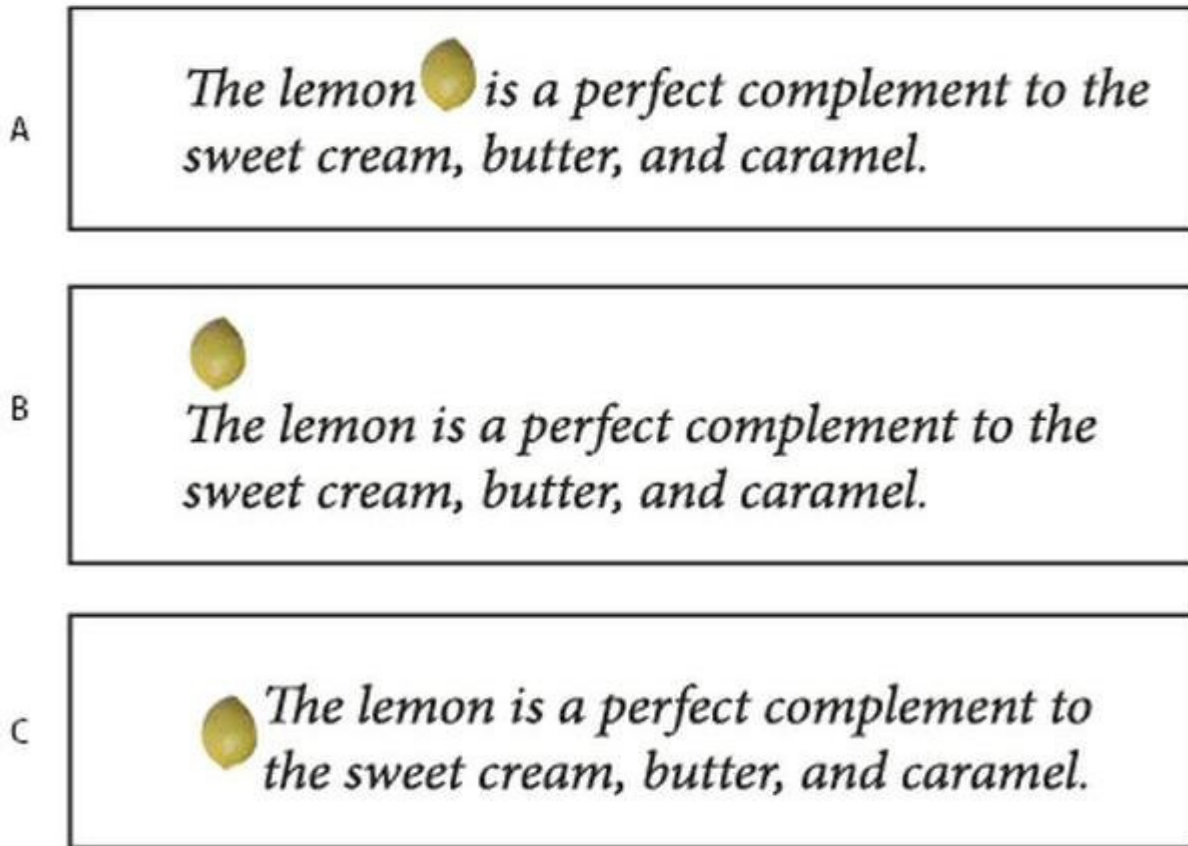 A
The lemon is a perfect complement to the
sweet cream, butter, and caramel.
B
The lemon is a perfect complement to the
sweet cream, butter, and caramel.
C
The lemon is a perfect complement to
the sweet cream, butter, and caramel.